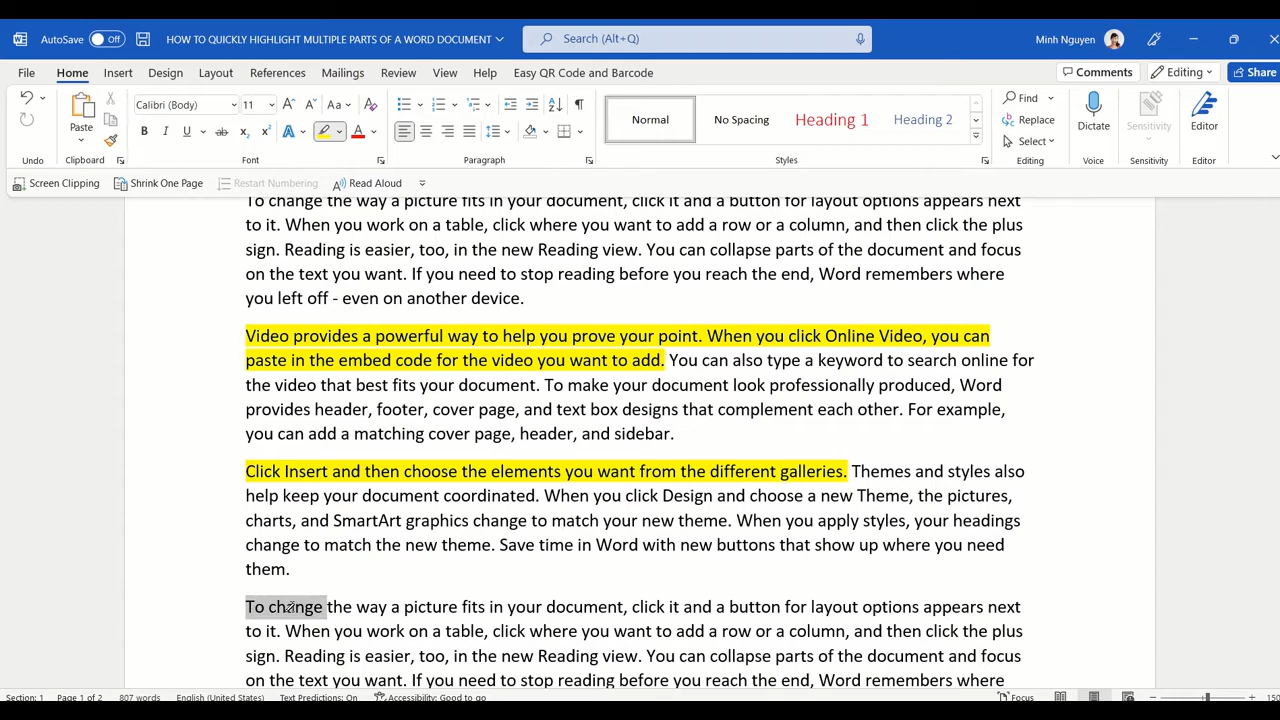 AutoSave Off HOW TO QUICKLY HIGHLIGHT MULTIPLE PARTS OF A WORD DOCUMENT Search (Alt+Q) Minh Nguyen
File Home Insert Design Layout References Mailings Review View Help Easy QR Code and Barcode Comments Editing Share
Calibri (Body) 11 Aa Find
Paste Normal No Spacing Heading 1 Heading 2 Replace Dictate Sensitivity Editor
B I U ab x2 x2 A A Select
Undo Clipboard Font Paragraph Styles Editing Voice Sensitivity Editor
Screen Clipping Shrink One Page Restart Numbering Read Aloud
To change the way a picture fits in your document, click it and a button for layout options appears next
to it. When you work on a table, click where you want to add a row or a column, and then click the plus
sign. Reading is easier, too, in the new Reading view. You can collapse parts of the document and focus
on the text you want. If you need to stop reading before you reach the end, Word remembers where
you left off - even on another device.
Video provides a powerful way to help you prove your point. When you click Online Video, you can
paste in the embed code for the video you want to add. You can also type a keyword to search online for
the video that best fits your document. To make your document look professionally produced, Word
provides header, footer, cover page, and text box designs that complement each other. For example,
you can add a matching cover page, header, and sidebar.
Click Insert and then choose the elements you want from the different galleries. Themes and styles also
help keep your document coordinated. When you click Design and choose a new Theme, the pictures,
charts, and SmartArt graphics change to match your new theme. When you apply styles, your headings
change to match the new theme. Save time in Word with new buttons that show up where you need
them.
To change the way a picture fits in your document, click it and a button for layout options appears next
to it. When you work on a table, click where you want to add a row or a column, and then click the plus
sign. Reading is easier, too, in the new Reading view. You can collapse parts of the document and focus
on the text you want. If you need to stop reading before you reach the end, Word remembers where
Section: 1 Page 1 of 2 807 words English (United States) Text Predictions: On Accessibility: Good to go Focus 150